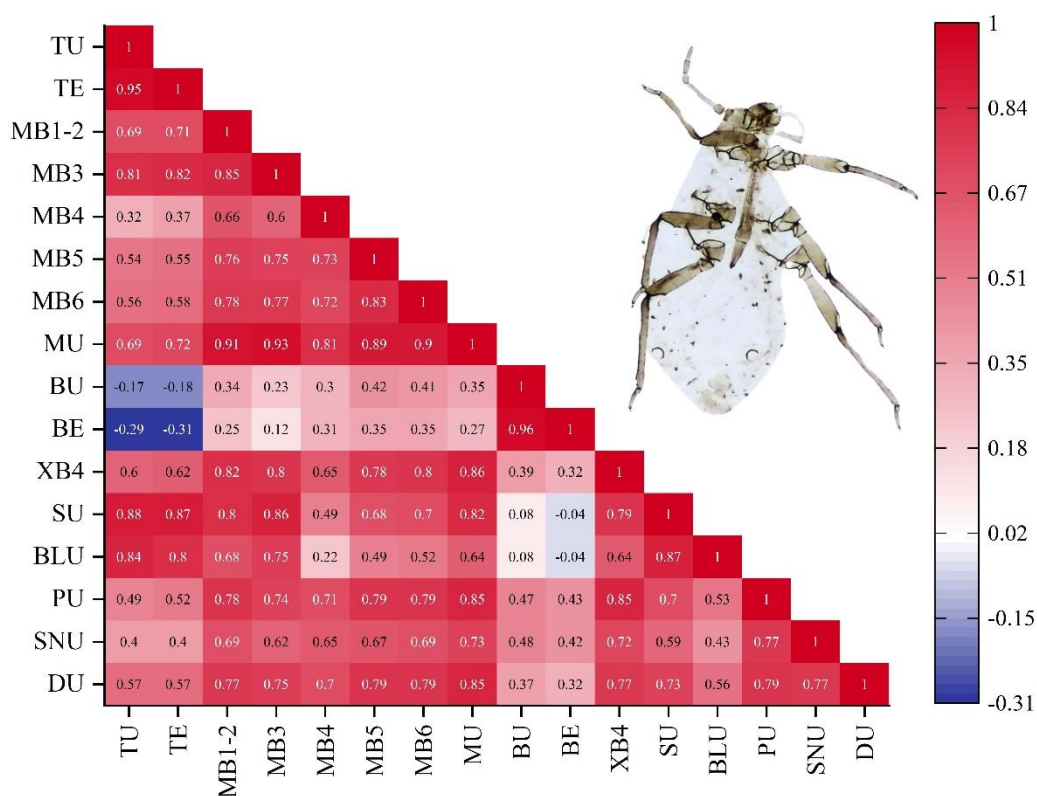 TU 1
TE 0.95 1
MB1-2 0.69 0.71 1
MB3 0.81 0.82 0.85 1
MB4 0.32 0.37 0.66 0.6 1
MB5 0.54 0.55 0.76 0.75 0.73 1
MB6 0.56 0.58 0.78 0.77 0.72 0.83 1
MU 0.69 0.72 0.91 0.93 0.81 0.89 0.9 1
BU -0.17 -0.18 0.34 0.23 0.3 0.42 0.41 0.35 1
BE -0.29 -0.31 0.25 0.12 0.31 0.35 0.35 0.27 0.96 1
XB4 0.6 0.62 0.82 0.8 0.65 0.78 0.8 0.86 0.39 0.32 1
SU 0.88 0.87 0.8 0.86 0.49 0.68 0.7 0.82 0.08 -0.04 0.79 1
BLU 0.84 0.8 0.68 0.75 0.22 0.49 0.52 0.64 0.08 -0.04 0.64 0.87 1
PU 0.49 0.52 0.78 0.74 0.71 0.79 0.79 0.85 0.47 0.43 0.85 0.7 0.53 1
SNU 0.4 0.4 0.69 0.62 0.65 0.67 0.69 0.73 0.48 0.42 0.72 0.59 0.43 0.77 1
DU 0.57 0.57 0.77 0.75 0.7 0.79 0.79 0.85 0.37 0.32 0.77 0.73 0.56 0.79 0.77 1
TU TE MB1-2 MB3 MB4 MB5 MB6 MU BU BE XB4 SU BLU PU SNU DU
1
0.84
0.67
0.51
0.35
0.18
0.02
-0.15
-0.31